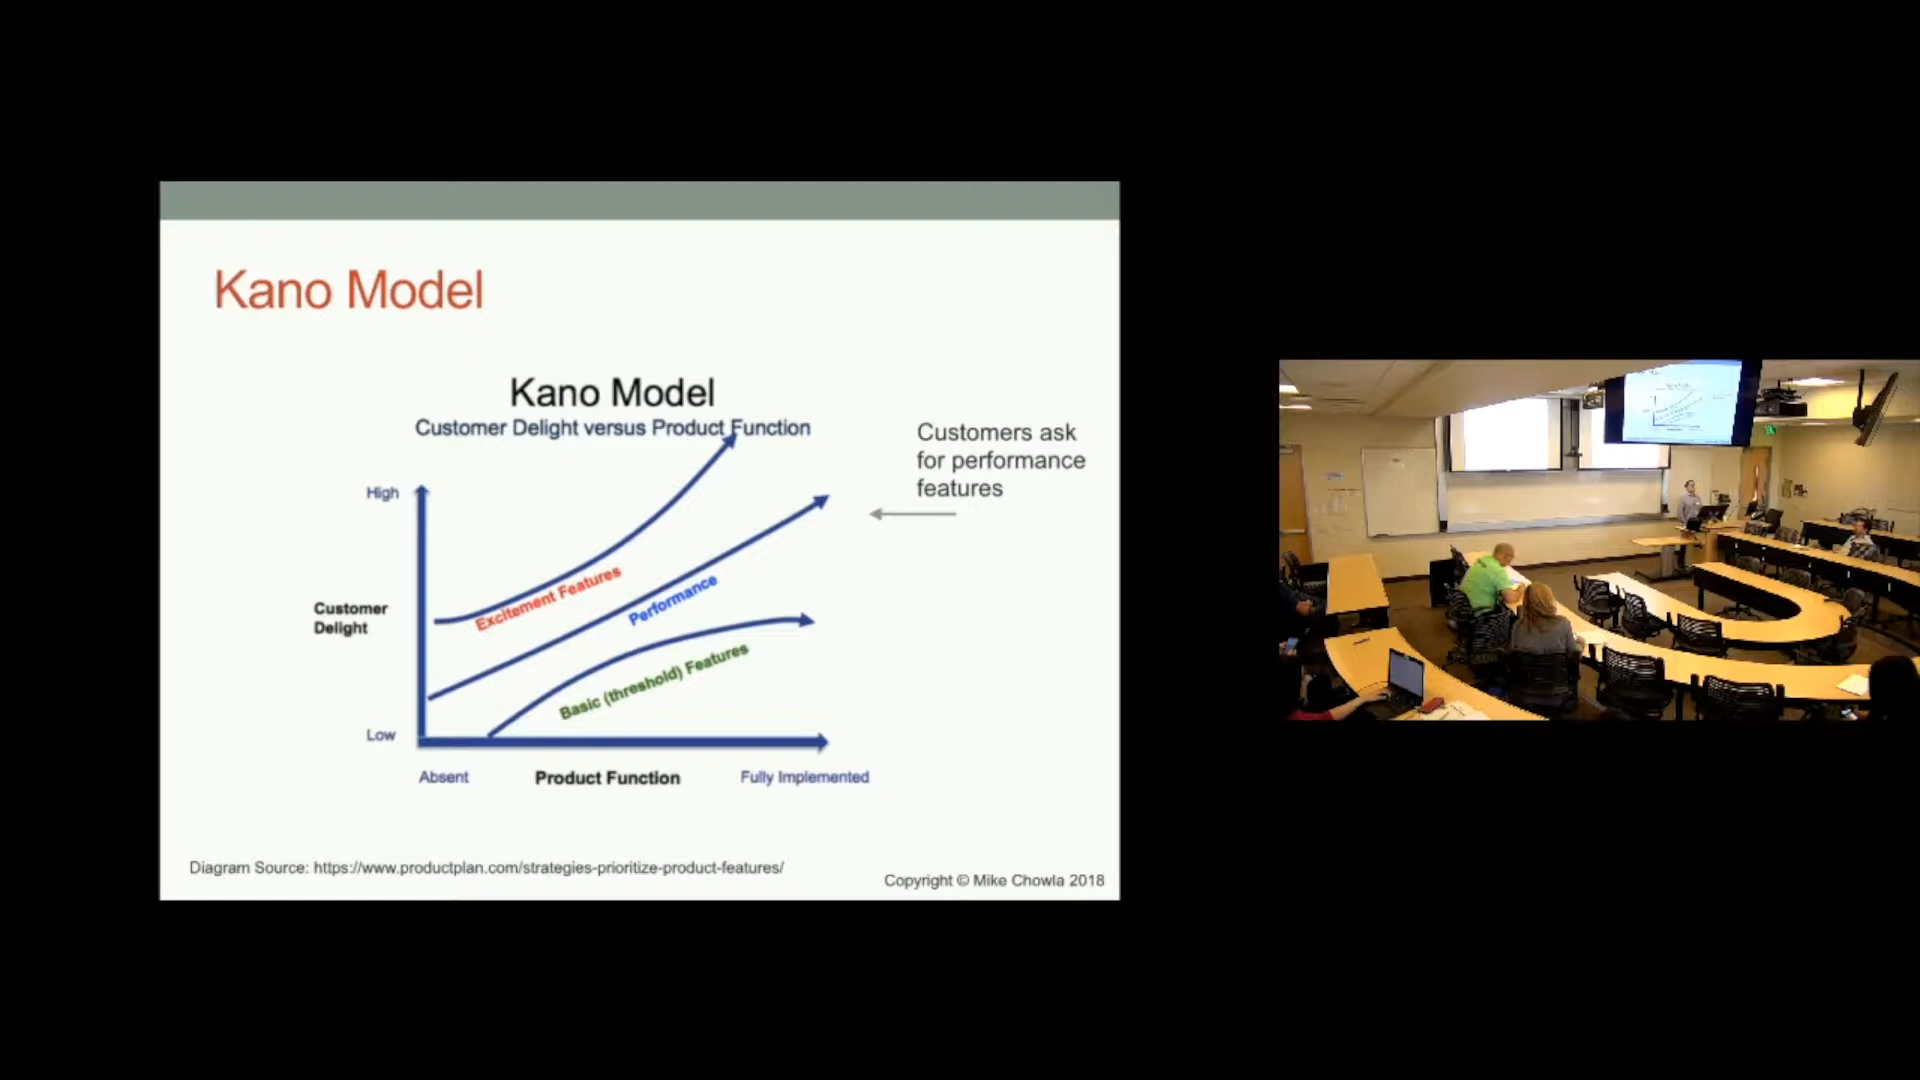 Kano Model
Kano Model
Customer Delight versus Product Function
Customers ask
for performance
features
High
Excitement Features
Performance
Customer
Delight
Basic (threshold) Features
Low
Absent
Product Function
Fully Implemented
Diagram Source: https://www.productplan.com/strategies-prioritize-product-features/
Copyright © Mike Chowla 2018